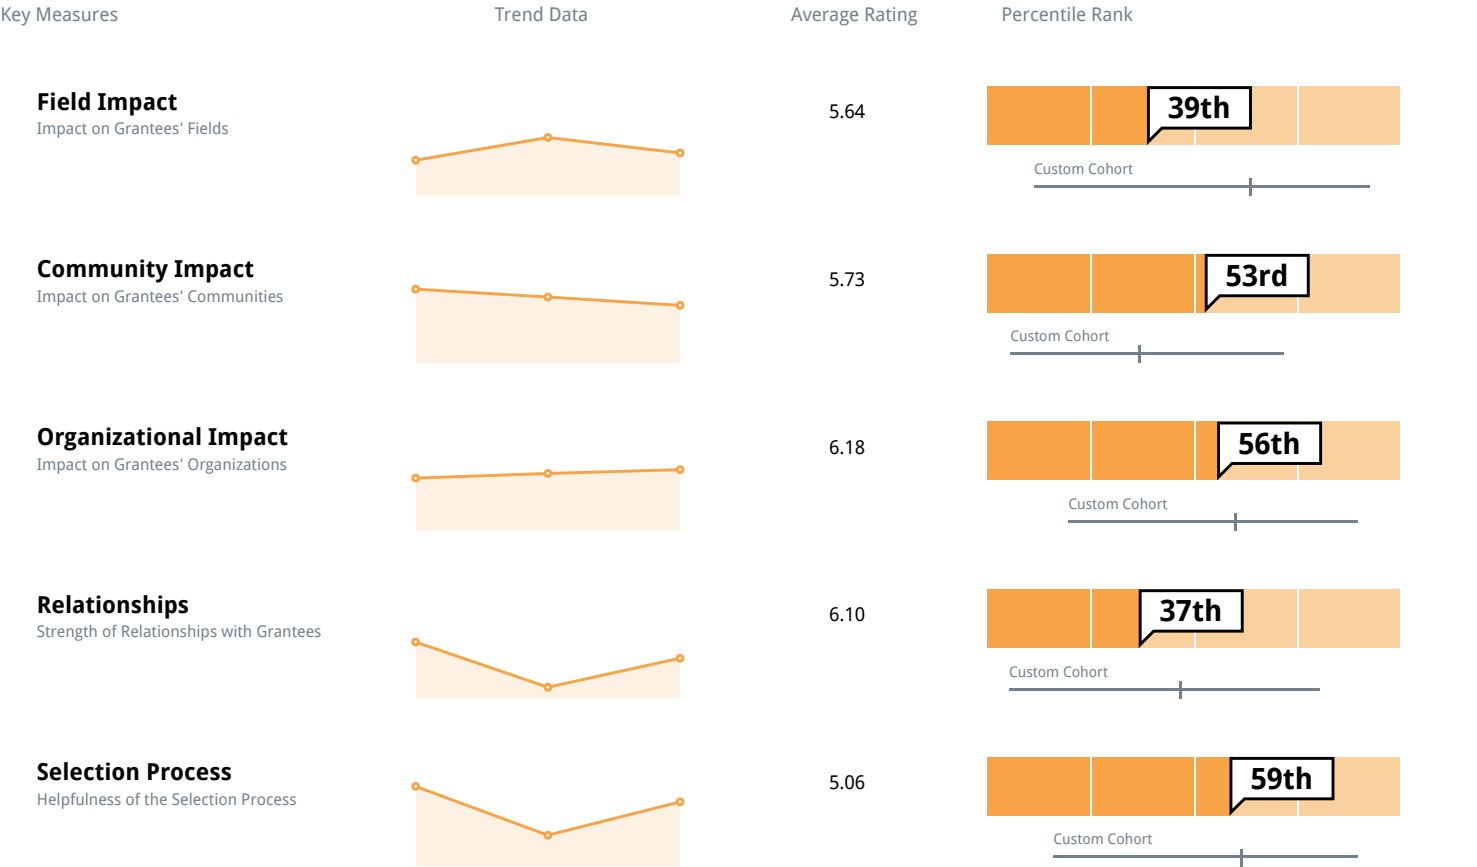 Key Measures Trend Data Average Rating Percentile Rank
Field Impact
Impact on Grantees' Fields
5.64
39th
Custom Cohort
Community Impact
Impact on Grantees' Communities
5.73
53rd
Custom Cohort
Organizational Impact
Impact on Grantees' Organizations
6.18
56th
Custom Cohort
Relationships
Strength of Relationships with Grantees
6.10
37th
Custom Cohort
Selection Process
Helpfulness of the Selection Process
5.06
59th
Custom Cohort